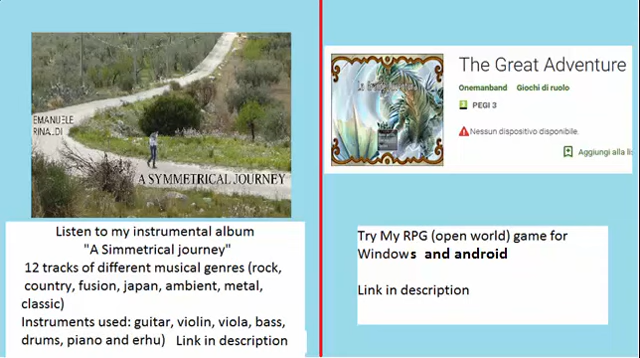 EMANUELE
RINALDI
A SYMMETRICAL JOURNEY
Listen to my instrumental album
"A Simmetrical journey"
12 tracks of different musical genres (rock,
country, fusion, japan, ambient, metal,
classic)
Instruments used: guitar, violin, viola, bass,
drums, piano and erhu) Link in description
The Great Adventure
Onemanband Giochi di ruolo
3 PEGI 3
Nessun dispositivo disponibile.
Aggiungi alla lis
Try My RPG (open world) game for
Windows and android
Link in description